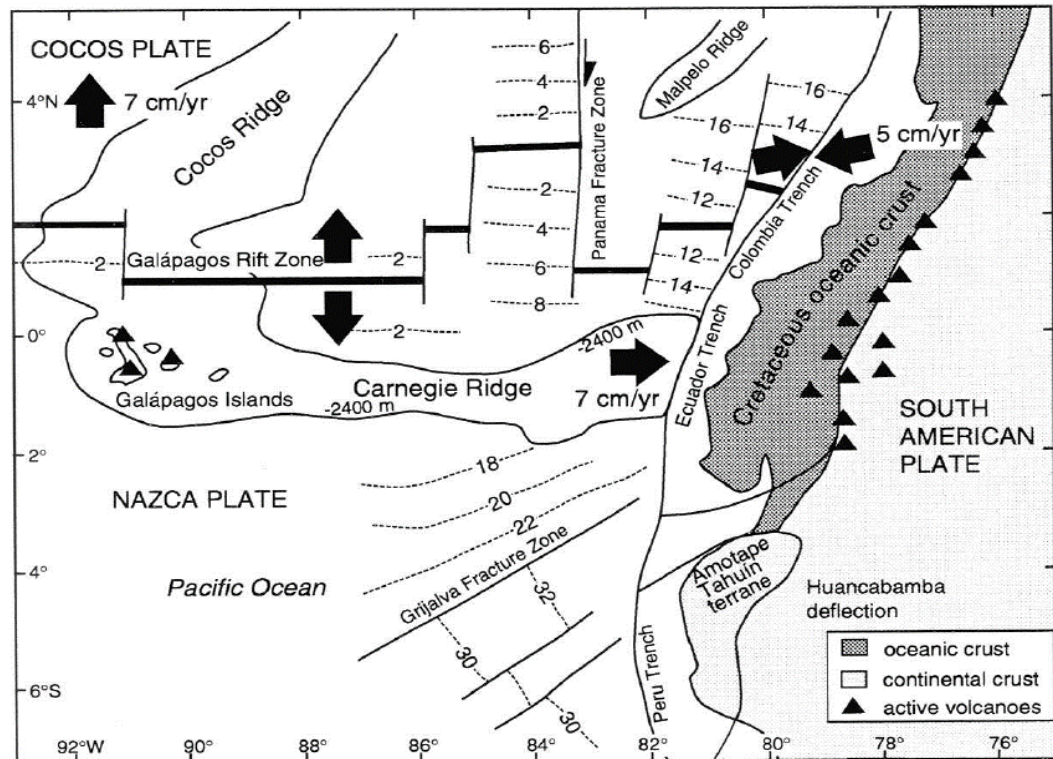 COCOS PLATE
7 cm/yr
4°N
Cocos Ridge
6
4
2
Panama Fracture Zone
Malpelo Ridge
16
16
14
14
12
5 cm/yr
2
4
6
8
12
14
Colombia Trench
Cretaceous oceanic crust
2
Galápagos Rift Zone
2
2
0°
-2400 m
Galápagos Islands
Carnegie Ridge
-2400 m
7 cm/yr
Ecuador Trench
SOUTH
AMERICAN
PLATE
2°
NAZCA PLATE
18
20
22
Grijalva Fracture Zone
4°
Pacific Ocean
32
30
30
Amotape
Tahuín
terrane
Huancabamba
deflection
Peru Trench
6°S
oceanic crust
continental crust
active volcanoes
92°W
90°
88°
86°
84°
82°
80°
78°
76°